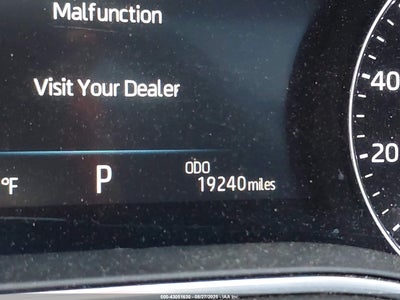 Malfunction
Visit Your Dealer
40
20
°F P ODO 19240 miles